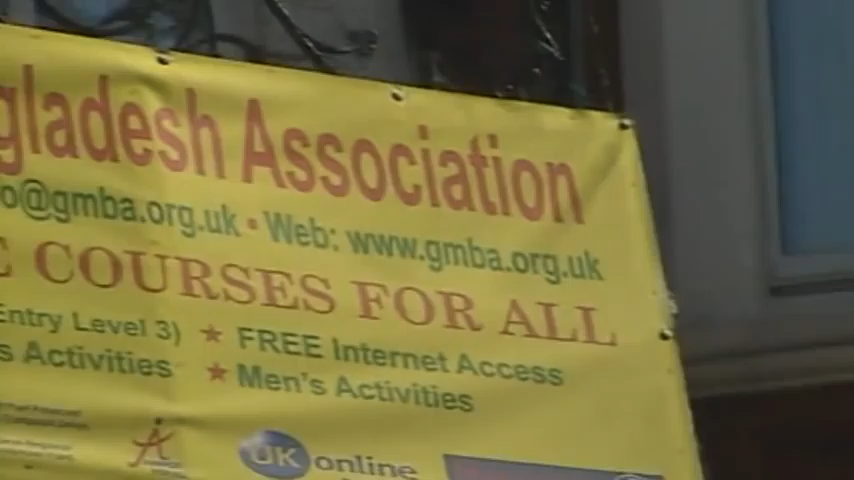 gladesh Association
o@gmba.org.uk • Web: www.gmba.org.uk
COURSES FOR ALL
Entry Level 3) ★ FREE Internet Access
s Activities ★ Men's Activities
UK online